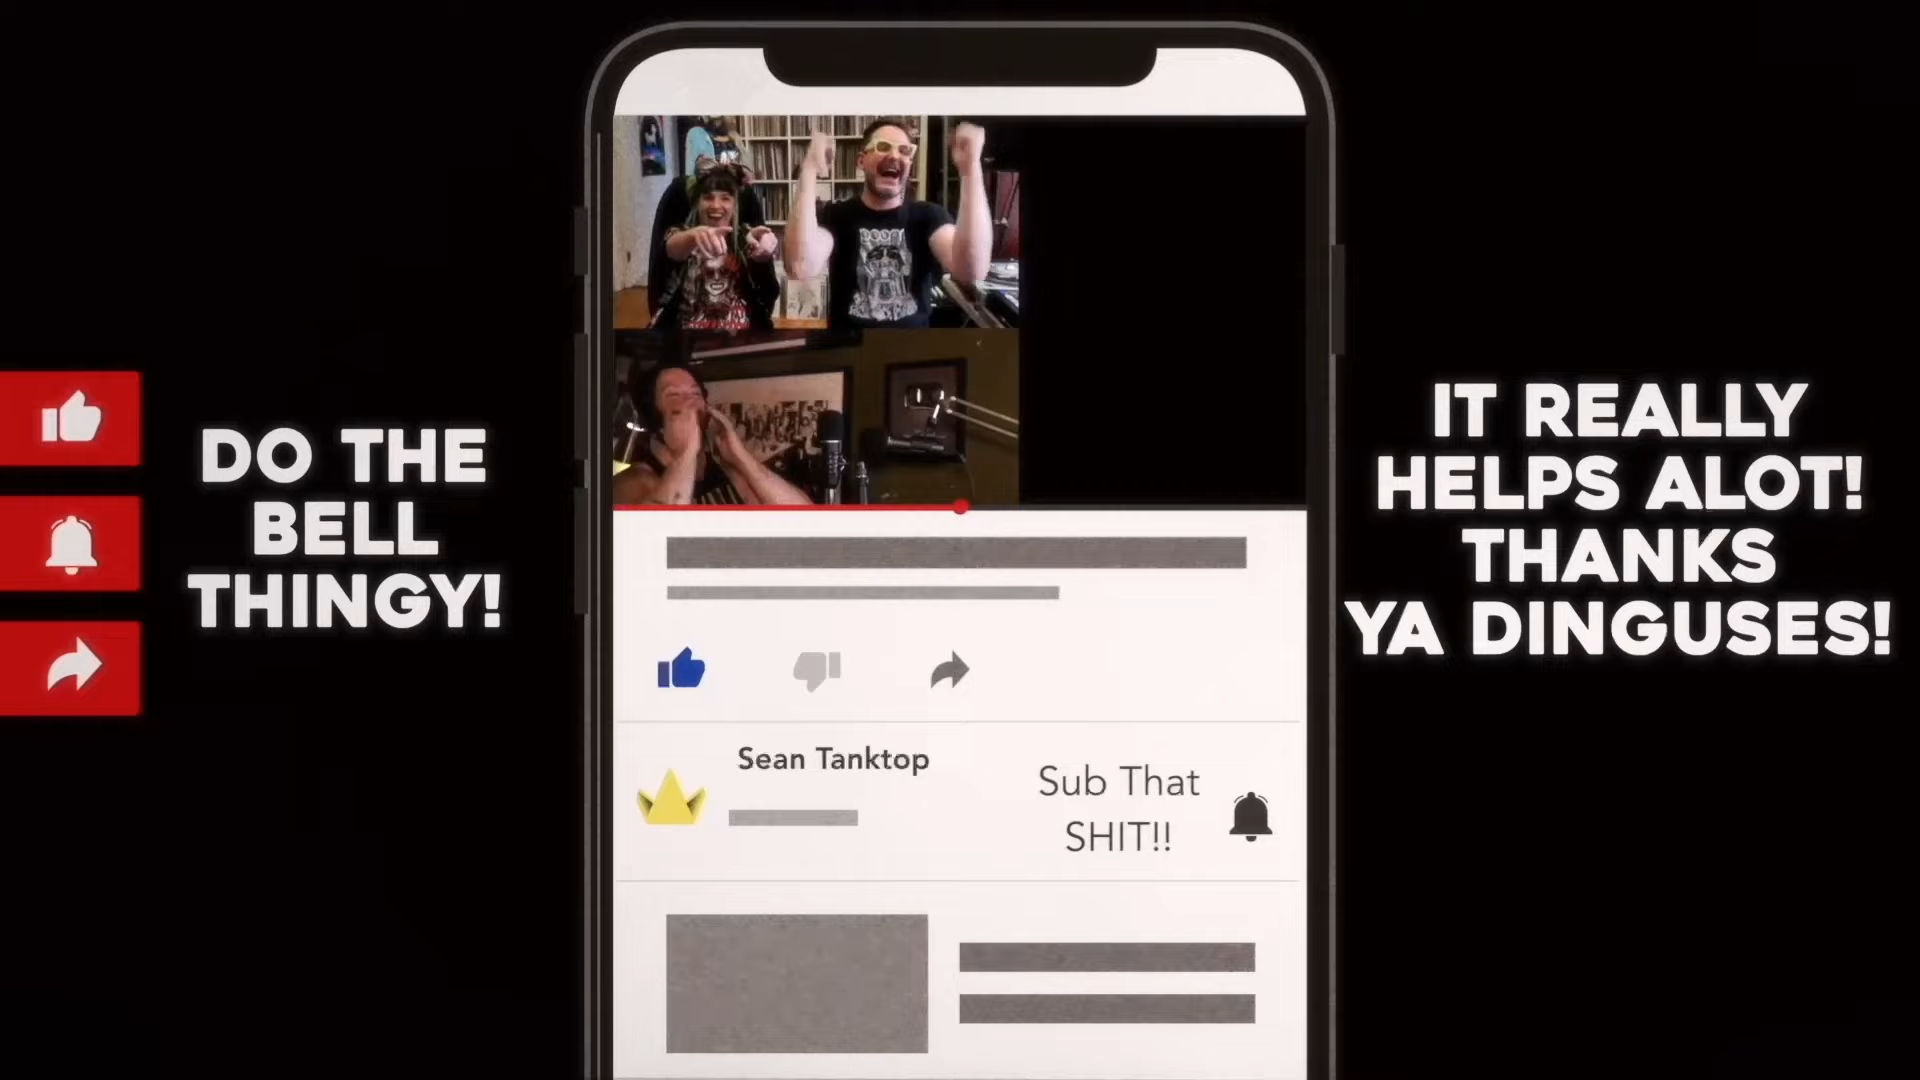 DO THE
BELL
THINGY!
Sean Tanktop
Sub That
SHIT!!
IT REALLY
HELPS ALOT!
THANKS
YA DINGUSES!